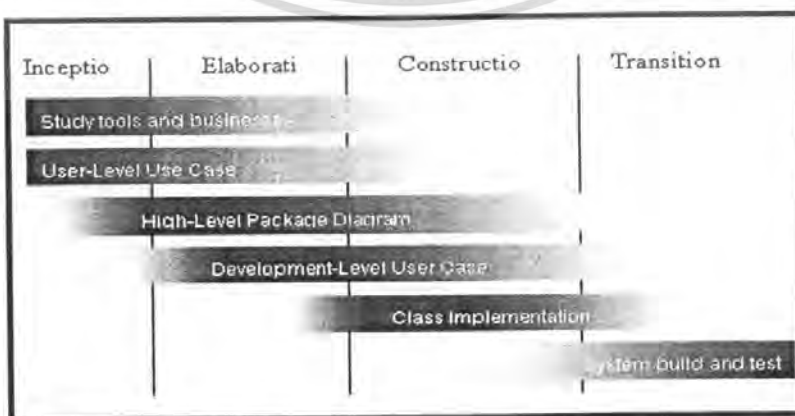 Inceptio Elaborati Constructio Transition
Study tools and business
User-Level Use Case
High-Level Package Diagram
Development-Level User Case
Class Implementation
ystem build and test